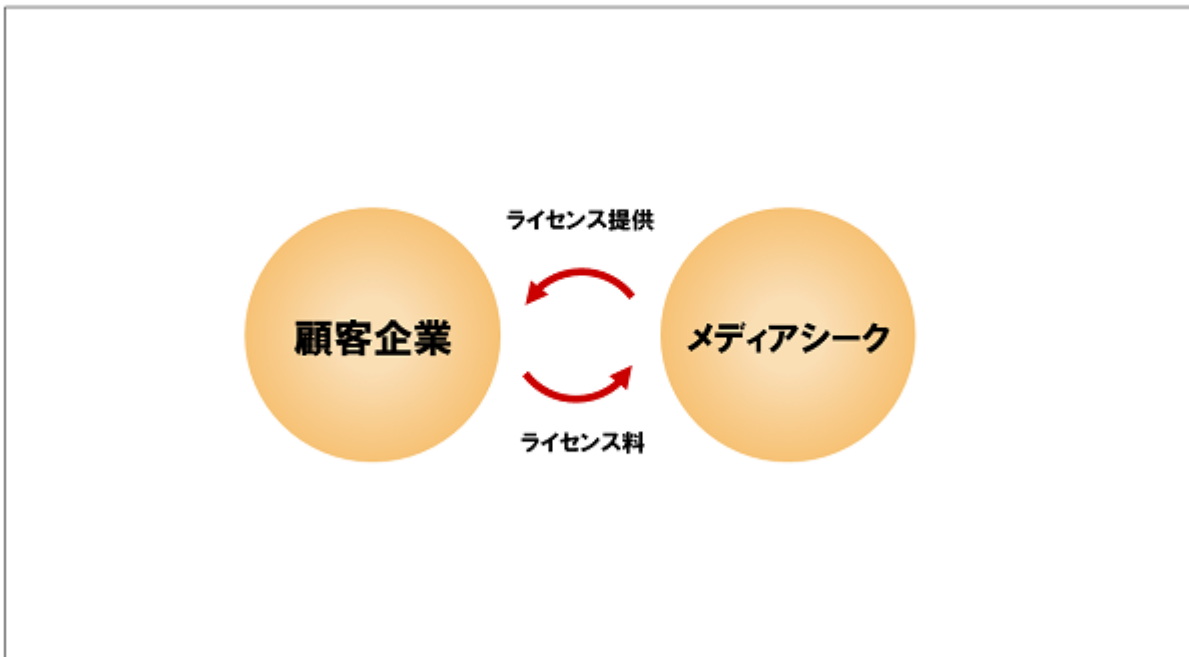 ライセンス提供
顧客企業
メディアシーク
ライセンス料